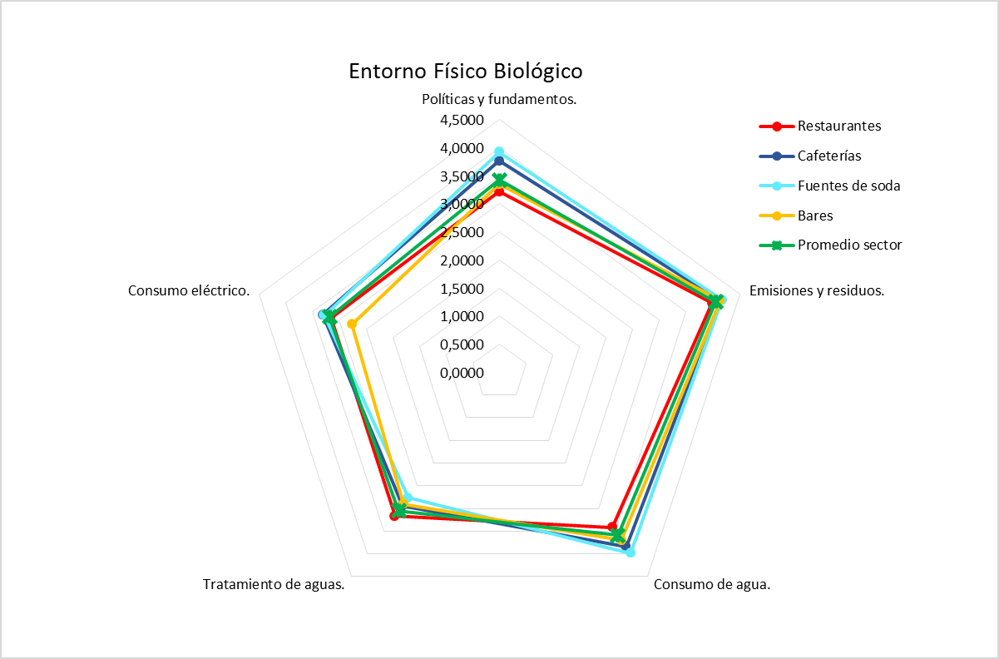 Entorno Físico Biológico
Políticas y fundamentos.
4,5000
4,0000
3,5000
3,0000
2,5000
2,0000
1,5000
1,0000
0,5000
0,0000
Restaurantes
Cafeterías
Fuentes de soda
Bares
Promedio sector
Consumo eléctrico.
Emisiones y residuos.
Tratamiento de aguas.
Consumo de agua.